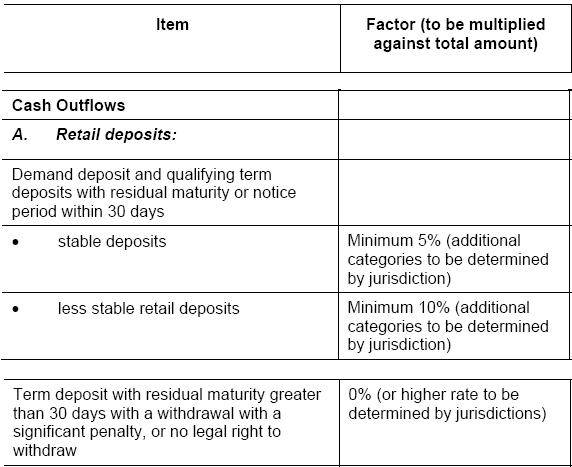 Item
Factor (to be multiplied
against total amount)
Cash Outflows
A. Retail deposits:
Demand deposit and qualifying term
deposits with residual maturity or notice
period within 30 days
• stable deposits
Minimum 5% (additional
categories to be determined
by jurisdiction)
• less stable retail deposits
Minimum 10% (additional
categories to be determined
by jurisdiction)
Term deposit with residual maturity greater
than 30 days with a withdrawal with a
significant penalty, or no legal right to
withdraw
0% (or higher rate to be
determined by jurisdictions)